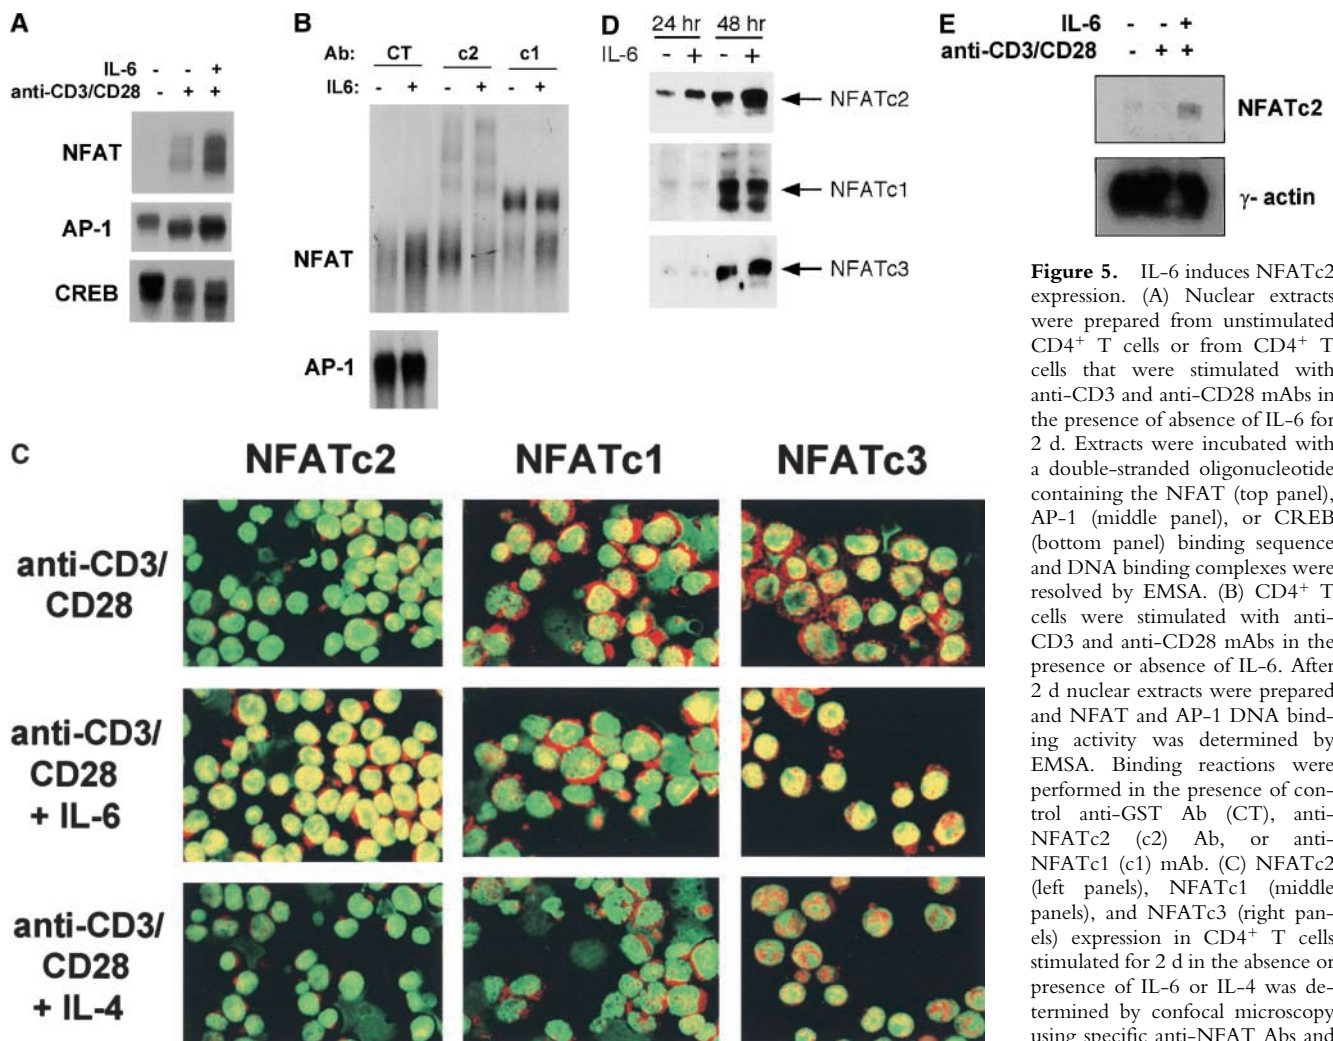 A
IL-6 - - +
anti-CD3/CD28 - + +
NFAT
AP-1
CREB
B
Ab: CT c2 c1
IL6: - + - + - +
NFAT
AP-1
D
24 hr 48 hr
IL-6 - + - +
NFATc2
NFATc1
NFATc3
E
IL-6 - - +
anti-CD3/CD28 - + +
NFATc2
γ- actin
C
NFATc2 NFATc1 NFATc3
anti-CD3/
CD28
anti-CD3/
CD28
+ IL-6
anti-CD3/
CD28
+ IL-4
Figure 5. IL-6 induces NFATc2
expression. (A) Nuclear extracts
were prepared from unstimulated
CD4+ T cells or from CD4+ T
cells that were stimulated with
anti-CD3 and anti-CD28 mAbs in
the presence of absence of IL-6 for
2 d. Extracts were incubated with
a double-stranded oligonucleotide
containing the NFAT (top panel),
AP-1 (middle panel), or CREB
(bottom panel) binding sequence
and DNA binding complexes were
resolved by EMSA. (B) CD4+ T
cells were stimulated with anti-
CD3 and anti-CD28 mAbs in the
presence or absence of IL-6. After
2 d nuclear extracts were prepared
and NFAT and AP-1 DNA bind-
ing activity was determined by
EMSA. Binding reactions were
performed in the presence of con-
trol anti-GST Ab (CT), anti-
NFATc2 (c2) Ab, or anti-
NFATc1 (c1) mAb. (C) NFATc2
(left panels), NFATc1 (middle
panels), and NFATc3 (right pan-
els) expression in CD4+ T cells
stimulated for 2 d in the absence or
presence of IL-6 or IL-4 was de-
termined by confocal microscopy
using specific anti-NFAT Abs and